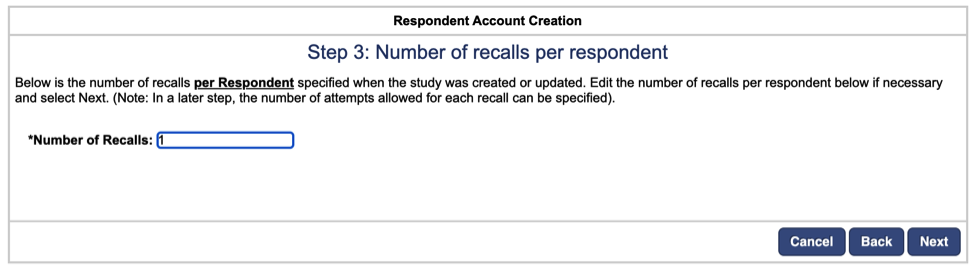 Respondent Account Creation
Step 3: Number of recalls per respondent
Below is the number of recalls per Respondent specified when the study was created or updated. Edit the number of recalls per respondent below if necessary
and select Next. (Note: In a later step, the number of attempts allowed for each recall can be specified).
*Number of Recalls: 1
Cancel Back Next